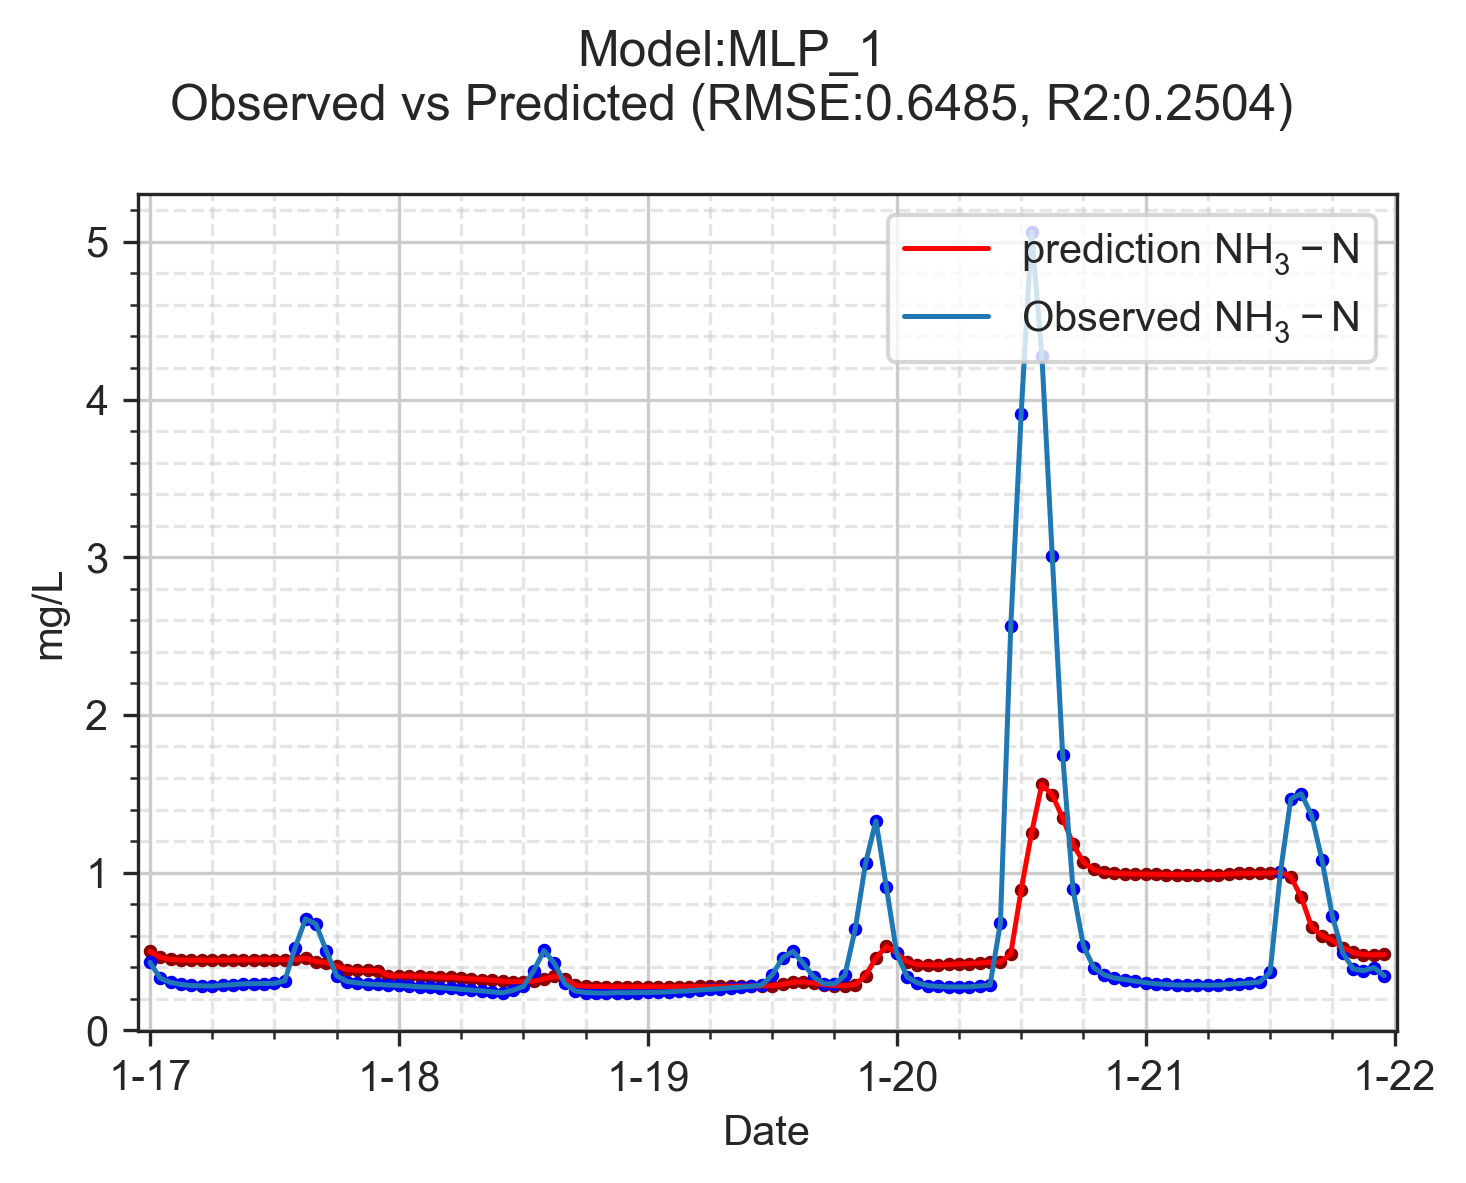 Model:MLP_1
Observed vs Predicted (RMSE:0.6485, R2:0.2504)
prediction NH₃ − N
Observed NH₃ − N
5
4
3
2
1
0
mg/L
1-17 1-18 1-19 1-20 1-21 1-22
Date